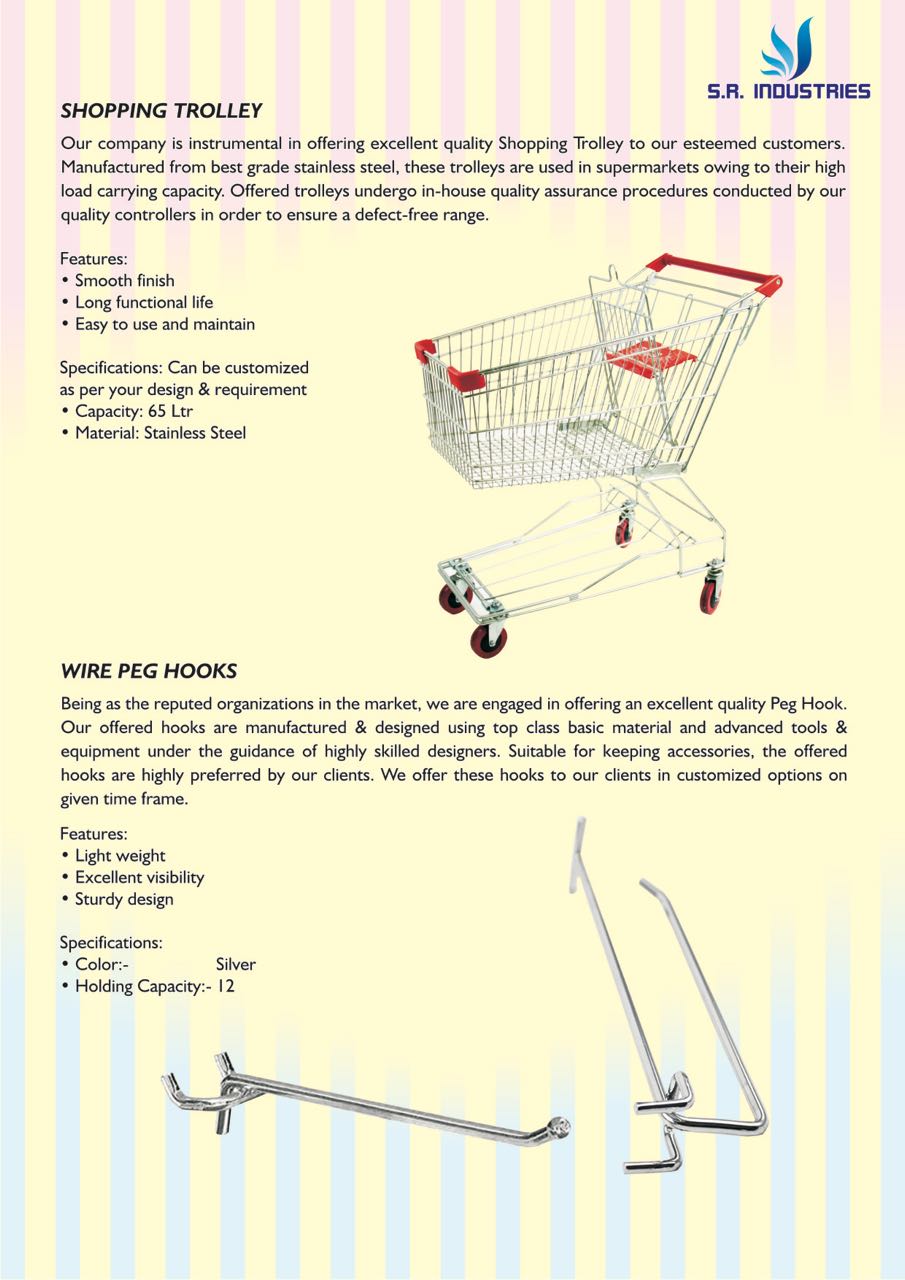 S.R. INDUSTRIES
SHOPPING TROLLEY
Our company is instrumental in offering excellent quality Shopping Trolley to our esteemed customers.
Manufactured from best grade stainless steel, these trolleys are used in supermarkets owing to their high
load carrying capacity. Offered trolleys undergo in-house quality assurance procedures conducted by our
quality controllers in order to ensure a defect-free range.
Features:
• Smooth finish
• Long functional life
• Easy to use and maintain
Specifications: Can be customized
as per your design & requirement
• Capacity: 65 Ltr
• Material: Stainless Steel
WIRE PEG HOOKS
Being as the reputed organizations in the market, we are engaged in offering an excellent quality Peg Hook.
Our offered hooks are manufactured & designed using top class basic material and advanced tools &
equipment under the guidance of highly skilled designers. Suitable for keeping accessories, the offered
hooks are highly preferred by our clients. We offer these hooks to our clients in customized options on
given time frame.
Features:
• Light weight
• Excellent visibility
• Sturdy design
Specifications:
• Color:- Silver
• Holding Capacity:- 12